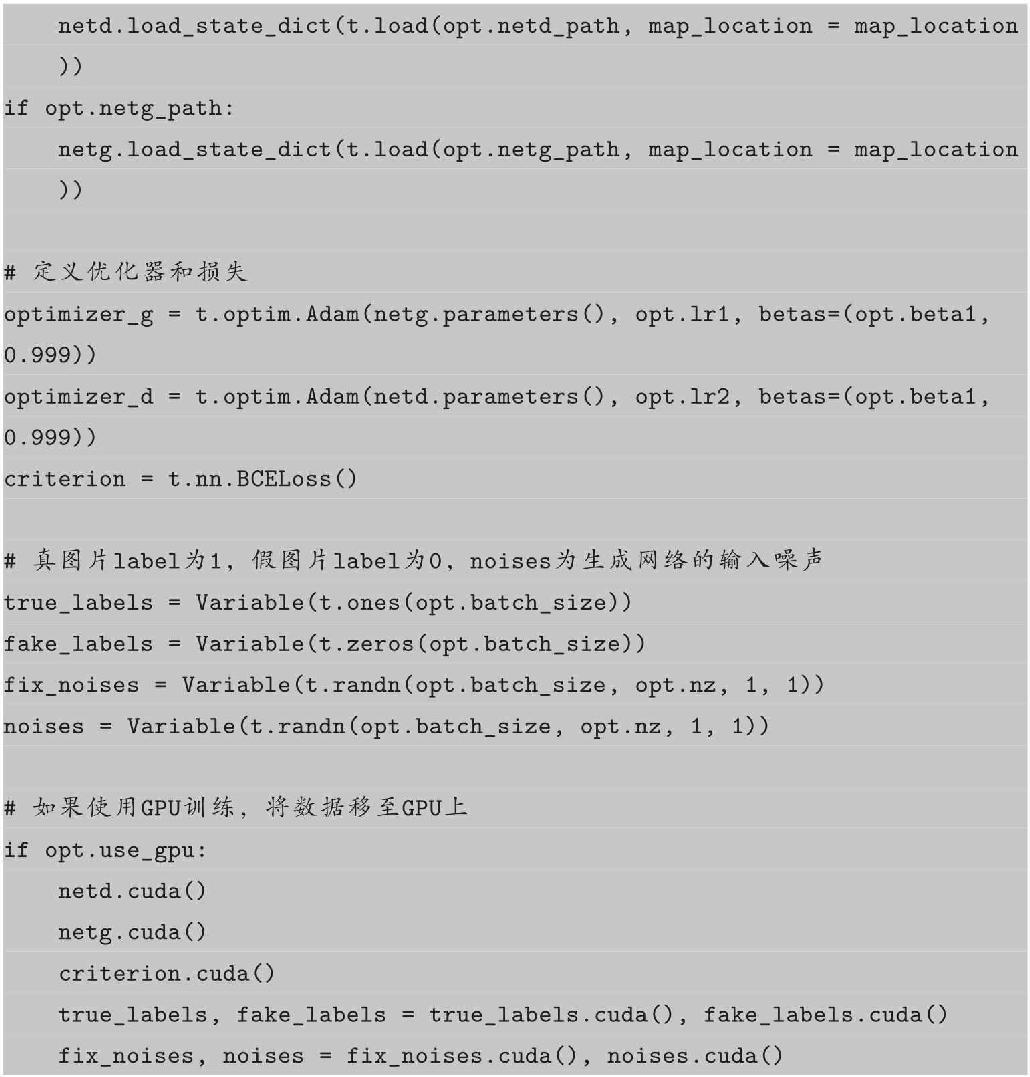 netd.load_state_dict(t.load(opt.netd_path, map_location = map_location
))
if opt.netg_path:
netg.load_state_dict(t.load(opt.netg_path, map_location = map_location
))
# 定义优化器和损失
optimizer_g = t.optim.Adam(netg.parameters(), opt.lr1, betas=(opt.beta1,
0.999))
optimizer_d = t.optim.Adam(netd.parameters(), opt.lr2, betas=(opt.beta1,
0.999))
criterion = t.nn.BCELoss()
# 真图片label为1, 假图片label为0, noises为生成网络的输入噪声
true_labels = Variable(t.ones(opt.batch_size))
fake_labels = Variable(t.zeros(opt.batch_size))
fix_noises = Variable(t.randn(opt.batch_size, opt.nz, 1, 1))
noises = Variable(t.randn(opt.batch_size, opt.nz, 1, 1))
# 如果使用GPU训练, 将数据移至GPU上
if opt.use_gpu:
netd.cuda()
netg.cuda()
criterion.cuda()
true_labels, fake_labels = true_labels.cuda(), fake_labels.cuda()
fix_noises, noises = fix_noises.cuda(), noises.cuda()